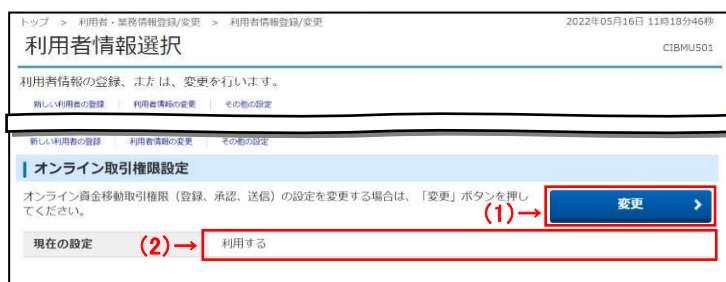 トップ > 利用者・業務情報登録/変更 > 利用者情報登録/変更
2022年05月16日 11時18分46秒
利用者情報選択
CIBMU501
利用者情報の登録、または、変更を行います。
新しい利用者の登録 利用者情報の変更 その他の設定
新しい利用者の登録 利用者情報の変更 その他の設定
オンライン取引権限設定
オンライン資金移動取引権限（登録、承認、送信）の設定を変更する場合は、「変更」ボタンを押し
てください。
(1)→ 変更 >
現在の設定 (2)→ 利用する